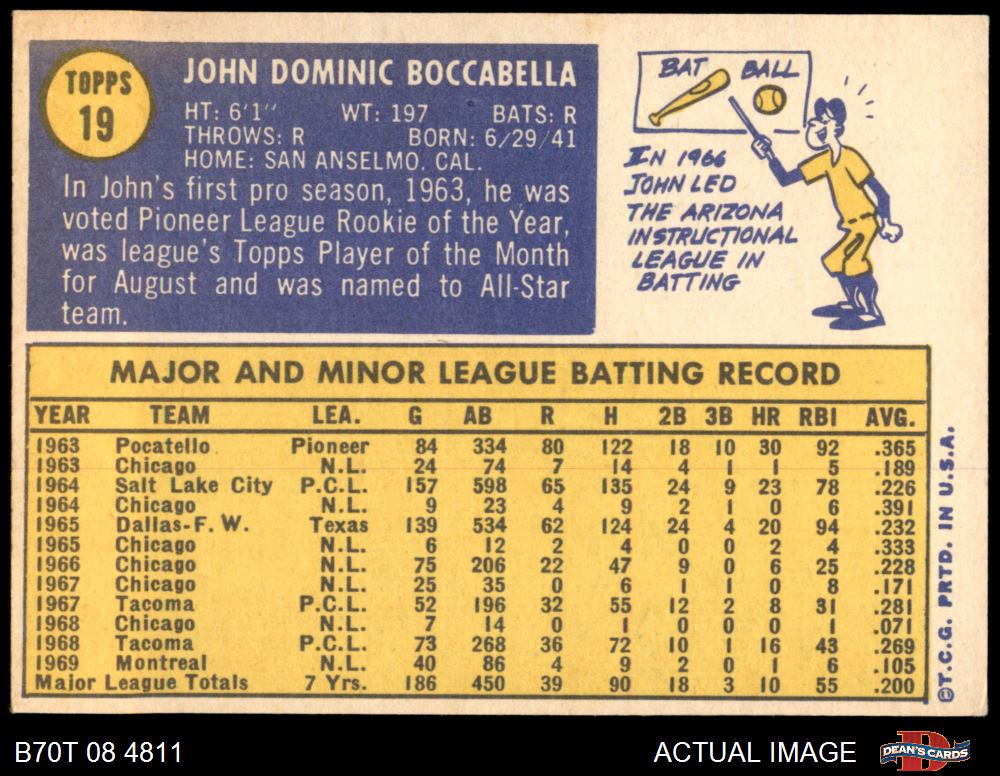 TOPPS
19
JOHN DOMINIC BOCCABELLA
HT: 6'1" WT: 197 BATS: R
THROWS: R BORN: 6/29/41
HOME: SAN ANSELMO, CAL.
In John's first pro season, 1963, he was
voted Pioneer League Rookie of the Year,
was league's Topps Player of the Month
for August and was named to All-Star
team.
BAT BALL
IN 1966
JOHN LED
THE ARIZONA
INSTRUCTIONAL
LEAGUE IN
BATTING
MAJOR AND MINOR LEAGUE BATTING RECORD
YEAR TEAM LEA. G AB R H 2B 3B HR RBI AVG.
1963 Pocatello Pioneer 84 334 80 122 18 10 30 92 .365
1963 Chicago N.L. 24 74 7 14 4 1 1 5 .189
1964 Salt Lake City P.C.L. 157 598 65 135 24 9 23 78 .226
1964 Chicago N.L. 9 23 4 9 2 1 0 6 .391
1965 Dallas-F. W. Texas 139 534 62 124 24 4 20 94 .232
1965 Chicago N.L. 6 12 2 4 0 0 2 4 .333
1966 Chicago N.L. 75 206 22 47 9 0 6 25 .228
1967 Chicago N.L. 25 35 0 6 1 1 0 8 .171
1967 Tacoma P.C.L. 52 196 32 55 12 2 8 31 .281
1968 Chicago N.L. 7 14 0 1 0 0 0 1 .071
1968 Tacoma P.C.L. 73 268 36 72 10 1 16 43 .269
1969 Montreal N.L. 40 86 4 9 2 0 1 6 .105
Major League Totals 7 Yrs. 186 450 39 90 18 3 10 55 .200
©T.C.G. PRTD. IN U.S.A.
B70T 08 4811
ACTUAL IMAGE
DEAN'S CARDS